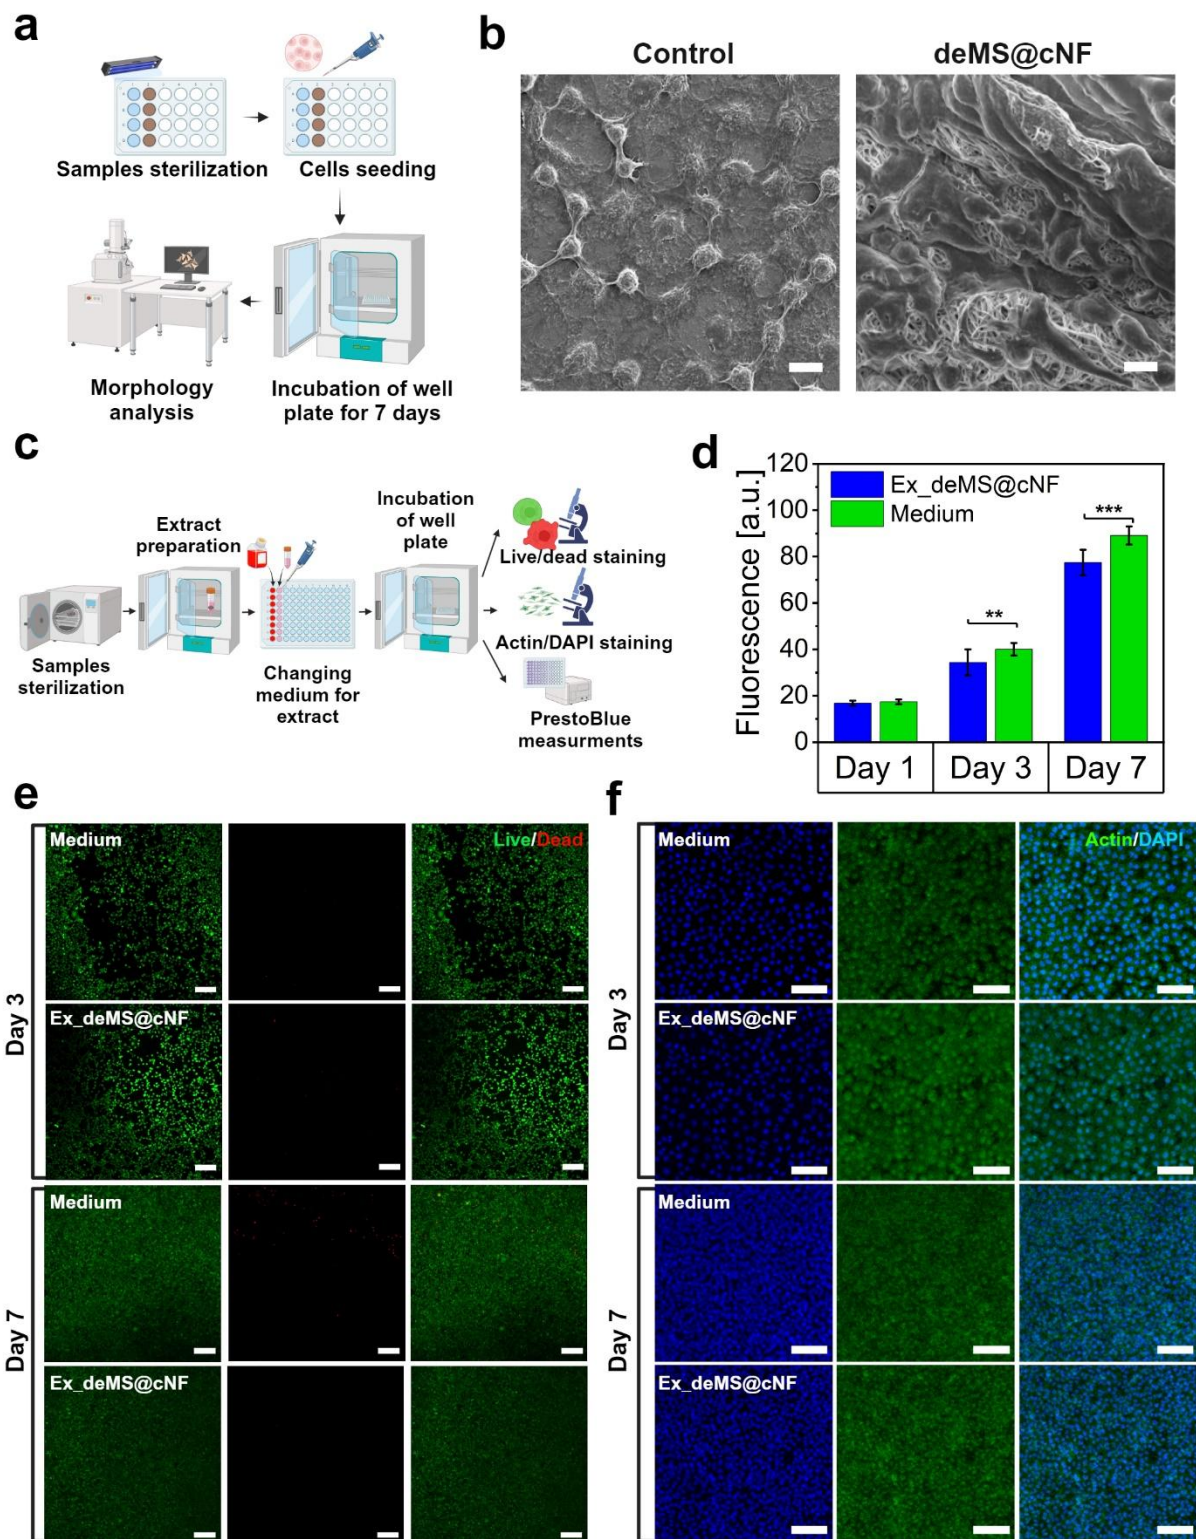 a
Samples sterilization
Cells seeding
Morphology
analysis
Incubation of well
plate for 7 days
b
Control
deMS@cNF
c
Samples
sterilization
Extract
preparation
Changing
medium for
extract
Incubation
of well
plate
Live/dead staining
Actin/DAPI staining
PrestoBlue
measurments
d
Fluorescence [a.u.]
120
100
80
60
40
20
0
Ex_deMS@cNF
Medium
**
***
Day 1
Day 3
Day 7
e
Day 3
Medium
Live/Dead
Ex_deMS@cNF
Day 7
Medium
Ex_deMS@cNF
f
Day 3
Medium
Actin/DAPI
Ex_deMS@cNF
Day 7
Medium
Ex_deMS@cNF